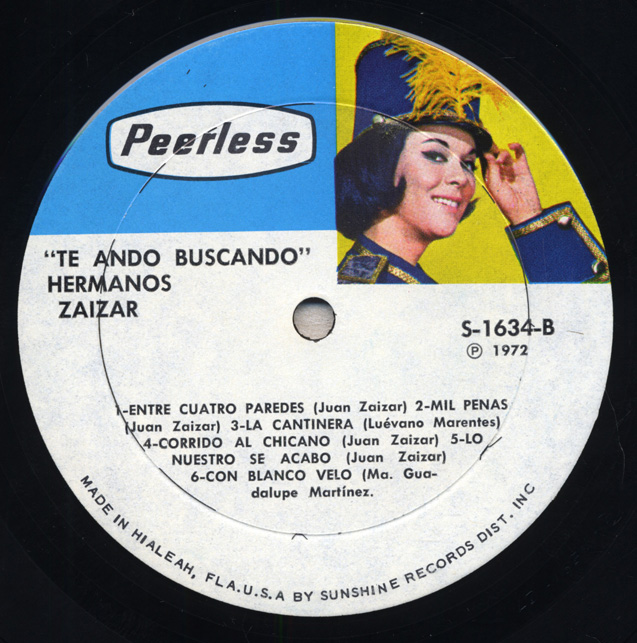 Peerless
"TE ANDO BUSCANDO"
HERMANOS
ZAIZAR
S-1634-B
Ⓟ 1972
1-ENTRE CUATRO PAREDES (Juan Zaizar) 2-MIL PENAS
(Juan Zaizar) 3-LA CANTINERA (Luévano Marentes)
4-CORRIDO AL CHICANO (Juan Zaizar) 5-LO
NUESTRO SE ACABO (Juan Zaizar)
6-CON BLANCO VELO (Ma. Gua-
dalupe Martínez.
MADE IN HIALEAH, FLA.U.S.A BY SUNSHINE RECORDS DIST. INC